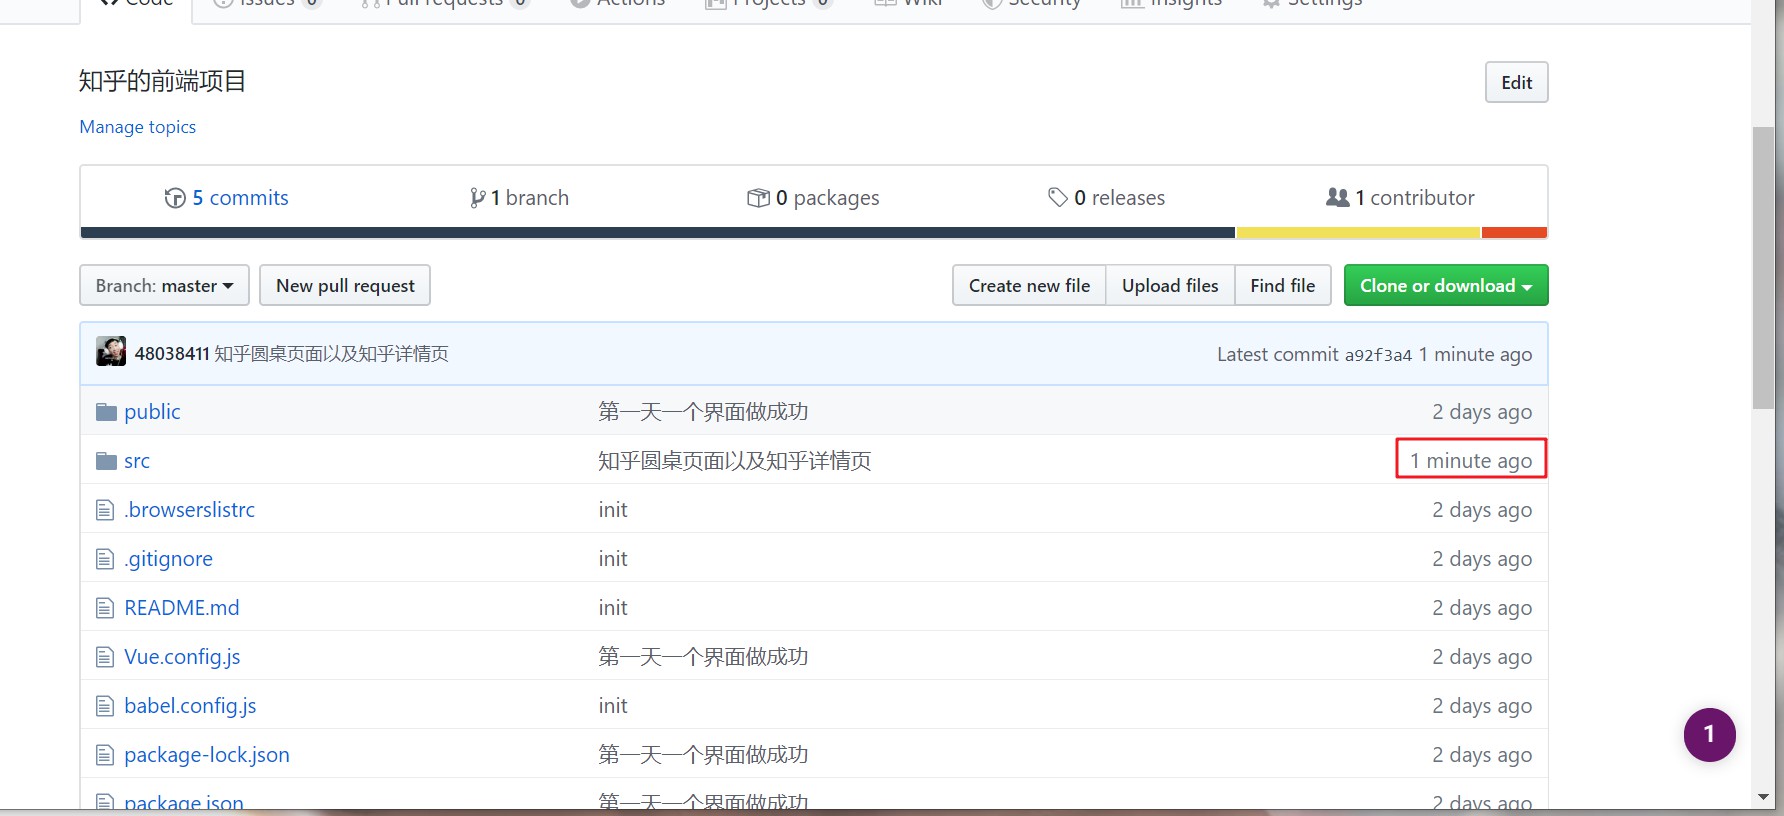 Code Issues 0 Pull requests 0 Actions Projects 0 Wiki Security Insights Settings
知乎的前端项目 Edit
Manage topics
5 commits 1 branch 0 packages 0 releases 1 contributor
Branch: master New pull request Create new file Upload files Find file Clone or download
48038411 知乎圆桌页面以及知乎详情页 Latest commit a92f3a4 1 minute ago
public 第一天一个界面做成功 2 days ago
src 知乎圆桌页面以及知乎详情页 1 minute ago
.browserslistrc init 2 days ago
.gitignore init 2 days ago
README.md init 2 days ago
Vue.config.js 第一天一个界面做成功 2 days ago
babel.config.js init 2 days ago
1
package-lock.json 第一天一个界面做成功 2 days ago
package.json 第一天一个界面做成功 2 days ago